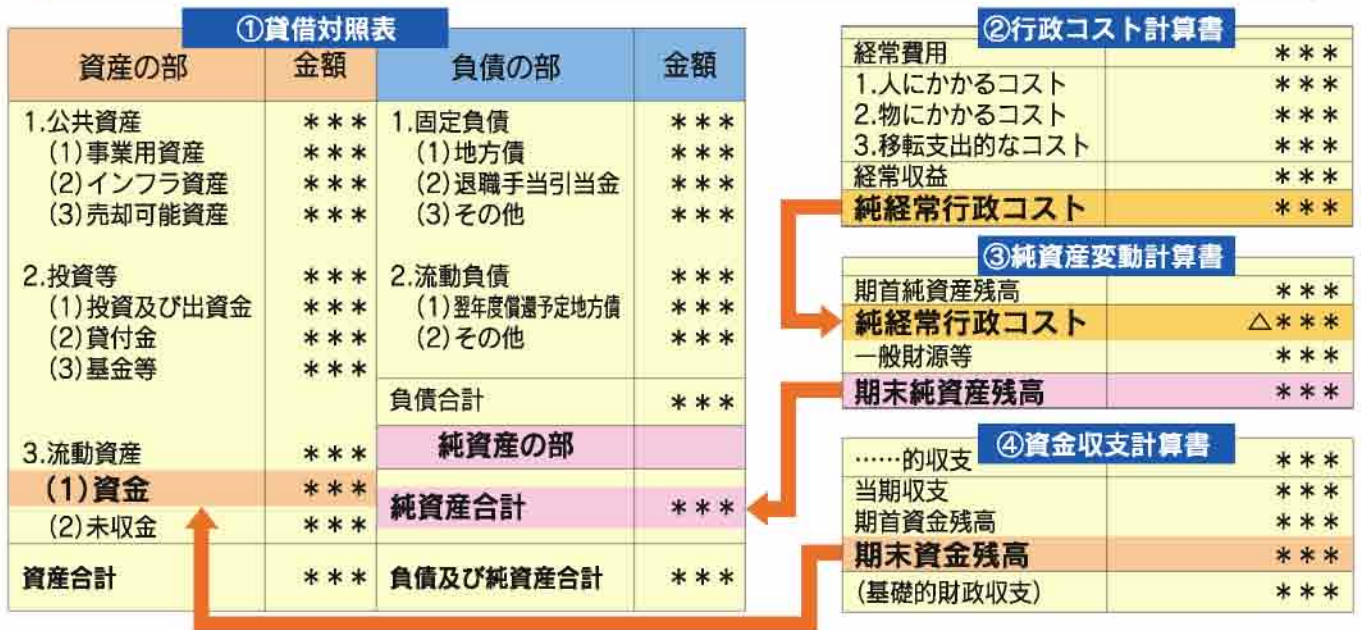 ①貸借対照表
資産の部 金額 負債の部 金額
1.公共資産 ***
(1)事業用資産 ***
(2)インフラ資産 ***
(3)売却可能資産 ***
2.投資等 ***
(1)投資及び出資金 ***
(2)貸付金 ***
(3)基金等 ***
3.流動資産 ***
(1)資金 ***
(2)未収金 ***
資産合計 ***
1.固定負債 ***
(1)地方債 ***
(2)退職手当引当金 ***
(3)その他 ***
2.流動負債 ***
(1)翌年度償還予定地方債 ***
(2)その他 ***
負債合計 ***
純資産の部
純資産合計 ***
負債及び純資産合計 ***
②行政コスト計算書
経常費用 ***
1.人にかかるコスト ***
2.物にかかるコスト ***
3.移転支出的なコスト ***
経常収益 ***
純経常行政コスト ***
③純資産変動計算書
期首純資産残高 ***
純経常行政コスト △***
一般財源等 ***
期末純資産残高 ***
④資金収支計算書
……的収支 ***
当期収支 ***
期首資金残高 ***
期末資金残高 ***
(基礎的財政収支) ***